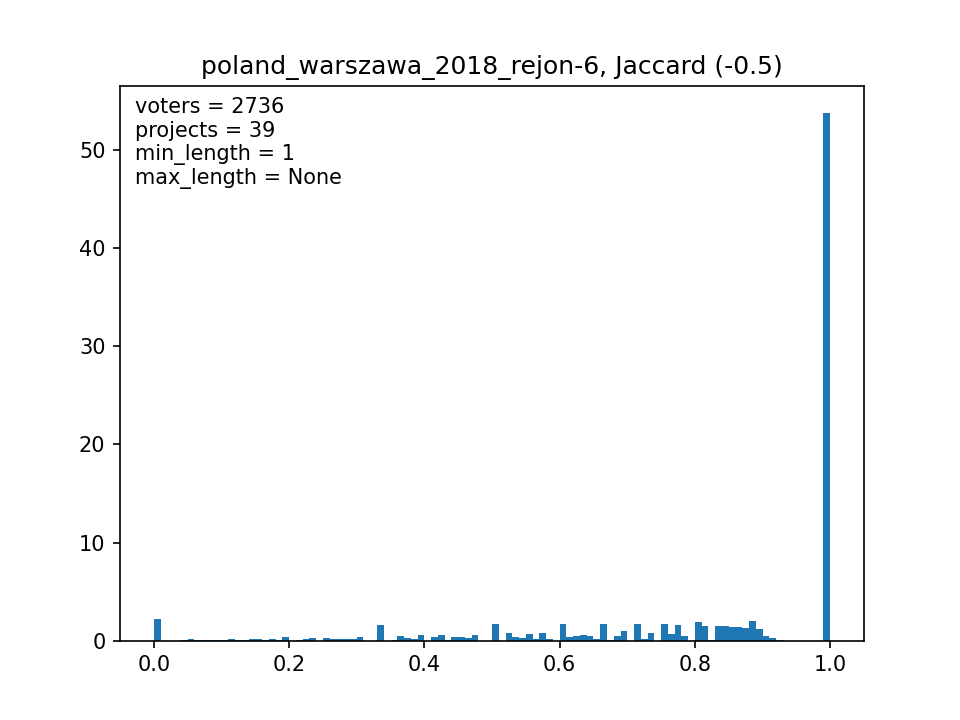 poland_warszawa_2018_rejon-6, Jaccard (-0.5)
voters = 2736
projects = 39
min_length = 1
max_length = None
50
40
30
20
10
0
0.0 0.2 0.4 0.6 0.8 1.0